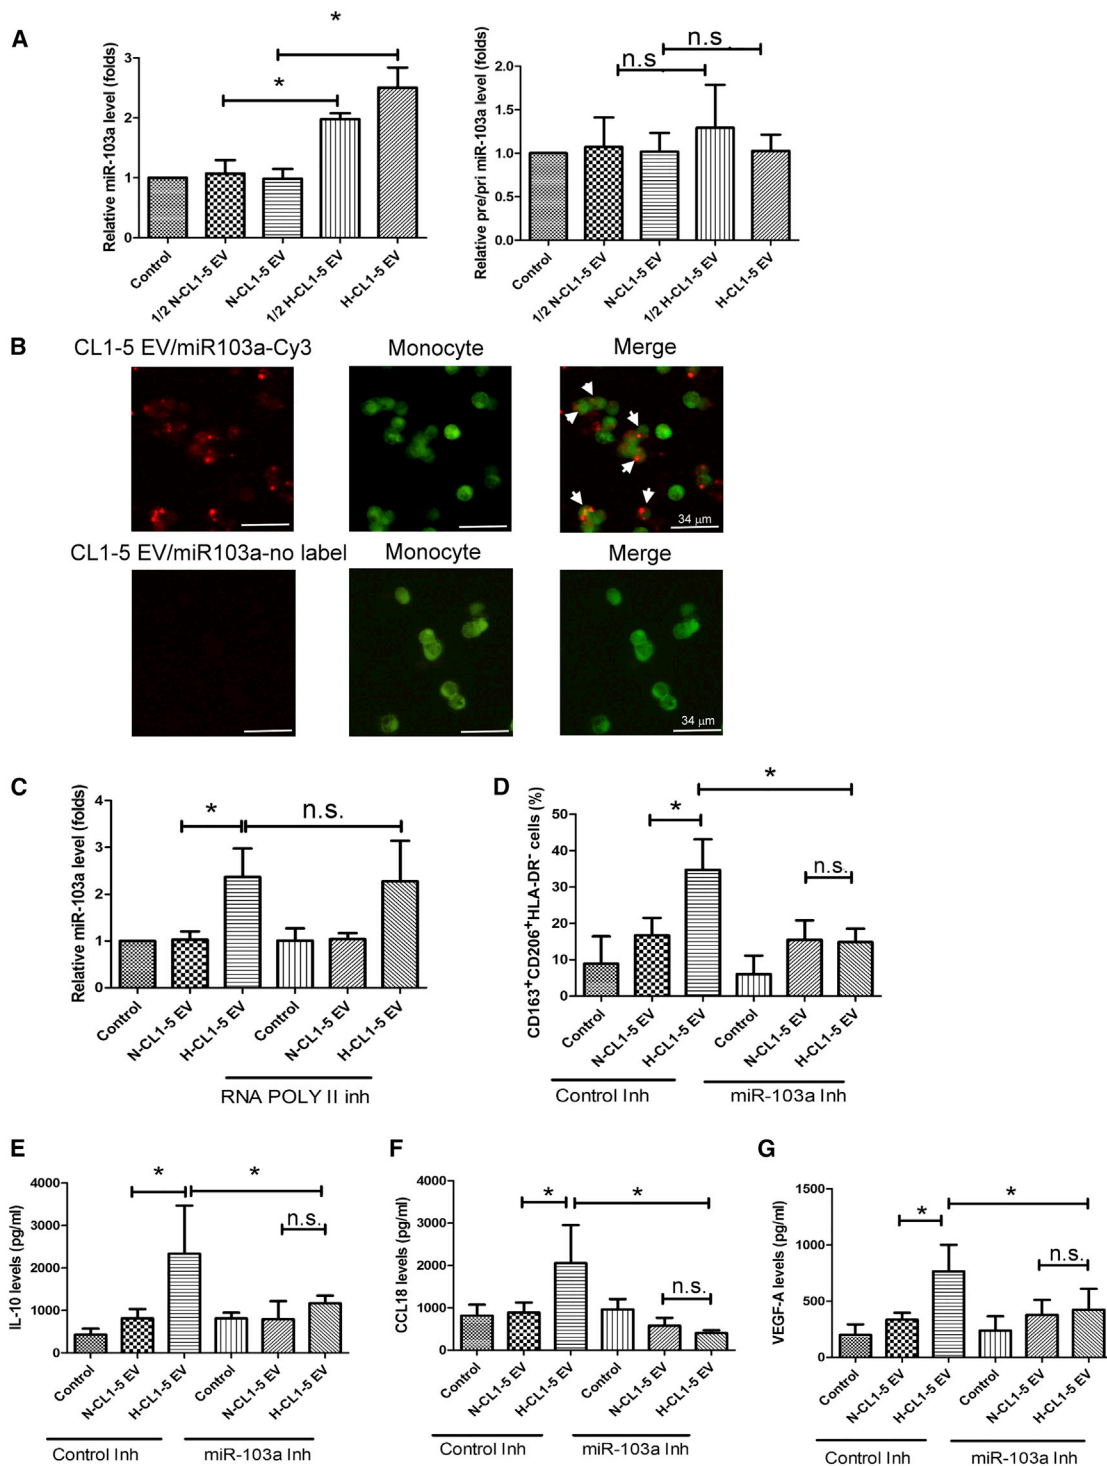 A
*
*
Relative miR-103a level (folds)
3
2
1
0
Control
1/2 N-CL1-5 EV
N-CL1-5 EV
1/2 H-CL1-5 EV
H-CL1-5 EV
n.s.
n.s.
Relative pre/pri miR-103a level (folds)
2.0
1.5
1.0
0.5
0.0
Control
1/2 N-CL1-5 EV
N-CL1-5 EV
1/2 H-CL1-5 EV
H-CL1-5 EV
B
CL1-5 EV/miR103a-Cy3
Monocyte
Merge
34 μm
CL1-5 EV/miR103a-no label
Monocyte
Merge
34 μm
C
Relative miR-103a level (folds)
4
3
2
1
0
*
n.s.
Control
N-CL1-5 EV
H-CL1-5 EV
Control
N-CL1-5 EV
H-CL1-5 EV
RNA POLY II inh
D
CD163+CD206+HLA-DR- cells (%)
50
40
30
20
10
0
*
*
n.s.
Control
N-CL1-5 EV
H-CL1-5 EV
Control
N-CL1-5 EV
H-CL1-5 EV
Control Inh
miR-103a Inh
E
IL-10 levels (pg/ml)
4000
3000
2000
1000
0
*
*
n.s.
Control
N-CL1-5 EV
H-CL1-5 EV
Control
N-CL1-5 EV
H-CL1-5 EV
Control Inh
miR-103a Inh
F
CCL18 levels (pg/ml)
4000
3000
2000
1000
0
*
*
n.s.
Control
N-CL1-5 EV
H-CL1-5 EV
Control
N-CL1-5 EV
H-CL1-5 EV
Control Inh
miR-103a Inh
G
VEGF-A levels (pg/ml)
1500
1000
500
0
*
*
n.s.
Control
N-CL1-5 EV
H-CL1-5 EV
Control
N-CL1-5 EV
H-CL1-5 EV
Control Inh
miR-103a Inh